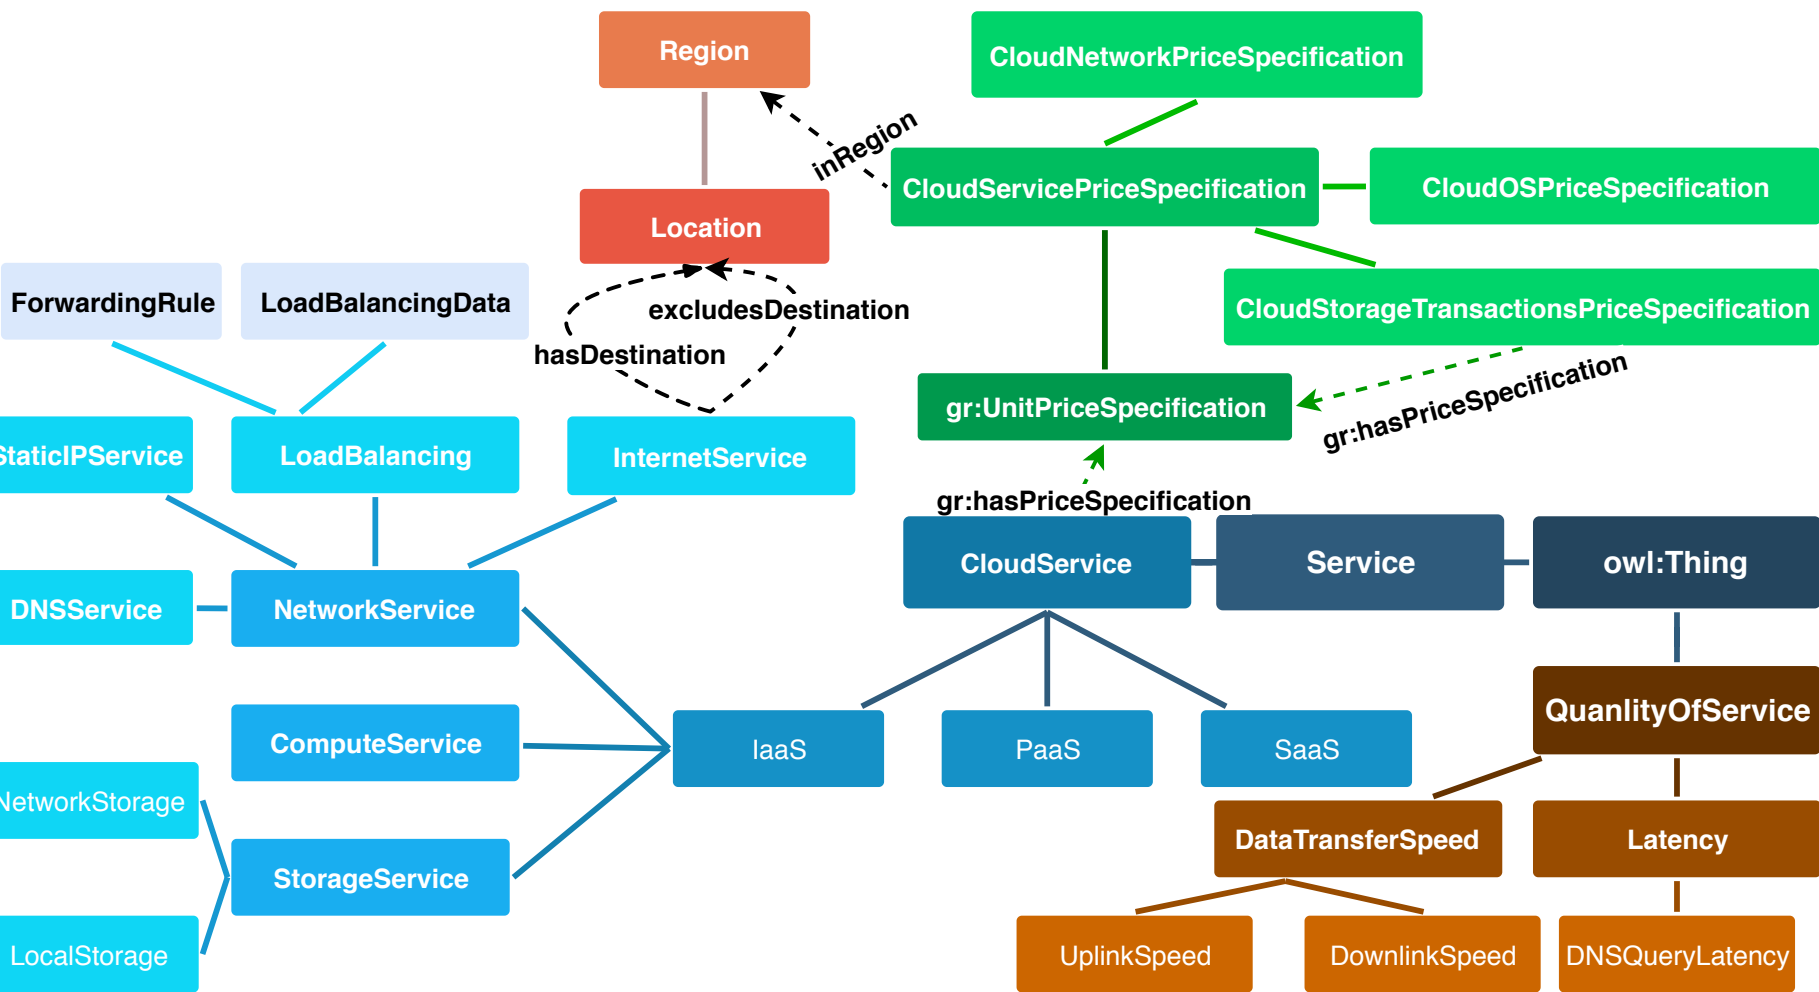 Region
CloudNetworkPriceSpecification
inRegion
CloudServicePriceSpecification
CloudOSPriceSpecification
Location
ForwardingRule
LoadBalancingData
excludesDestination
CloudStorageTransactionsPriceSpecification
hasDestination
gr:hasPriceSpecification
gr:UnitPriceSpecification
StaticIPService
LoadBalancing
InternetService
gr:hasPriceSpecification
CloudService
Service
owl:Thing
DNSService
NetworkService
QuanlityOfService
ComputeService
IaaS
PaaS
SaaS
NetworkStorage
DataTransferSpeed
Latency
StorageService
LocalStorage
UplinkSpeed
DownlinkSpeed
DNSQueryLatency